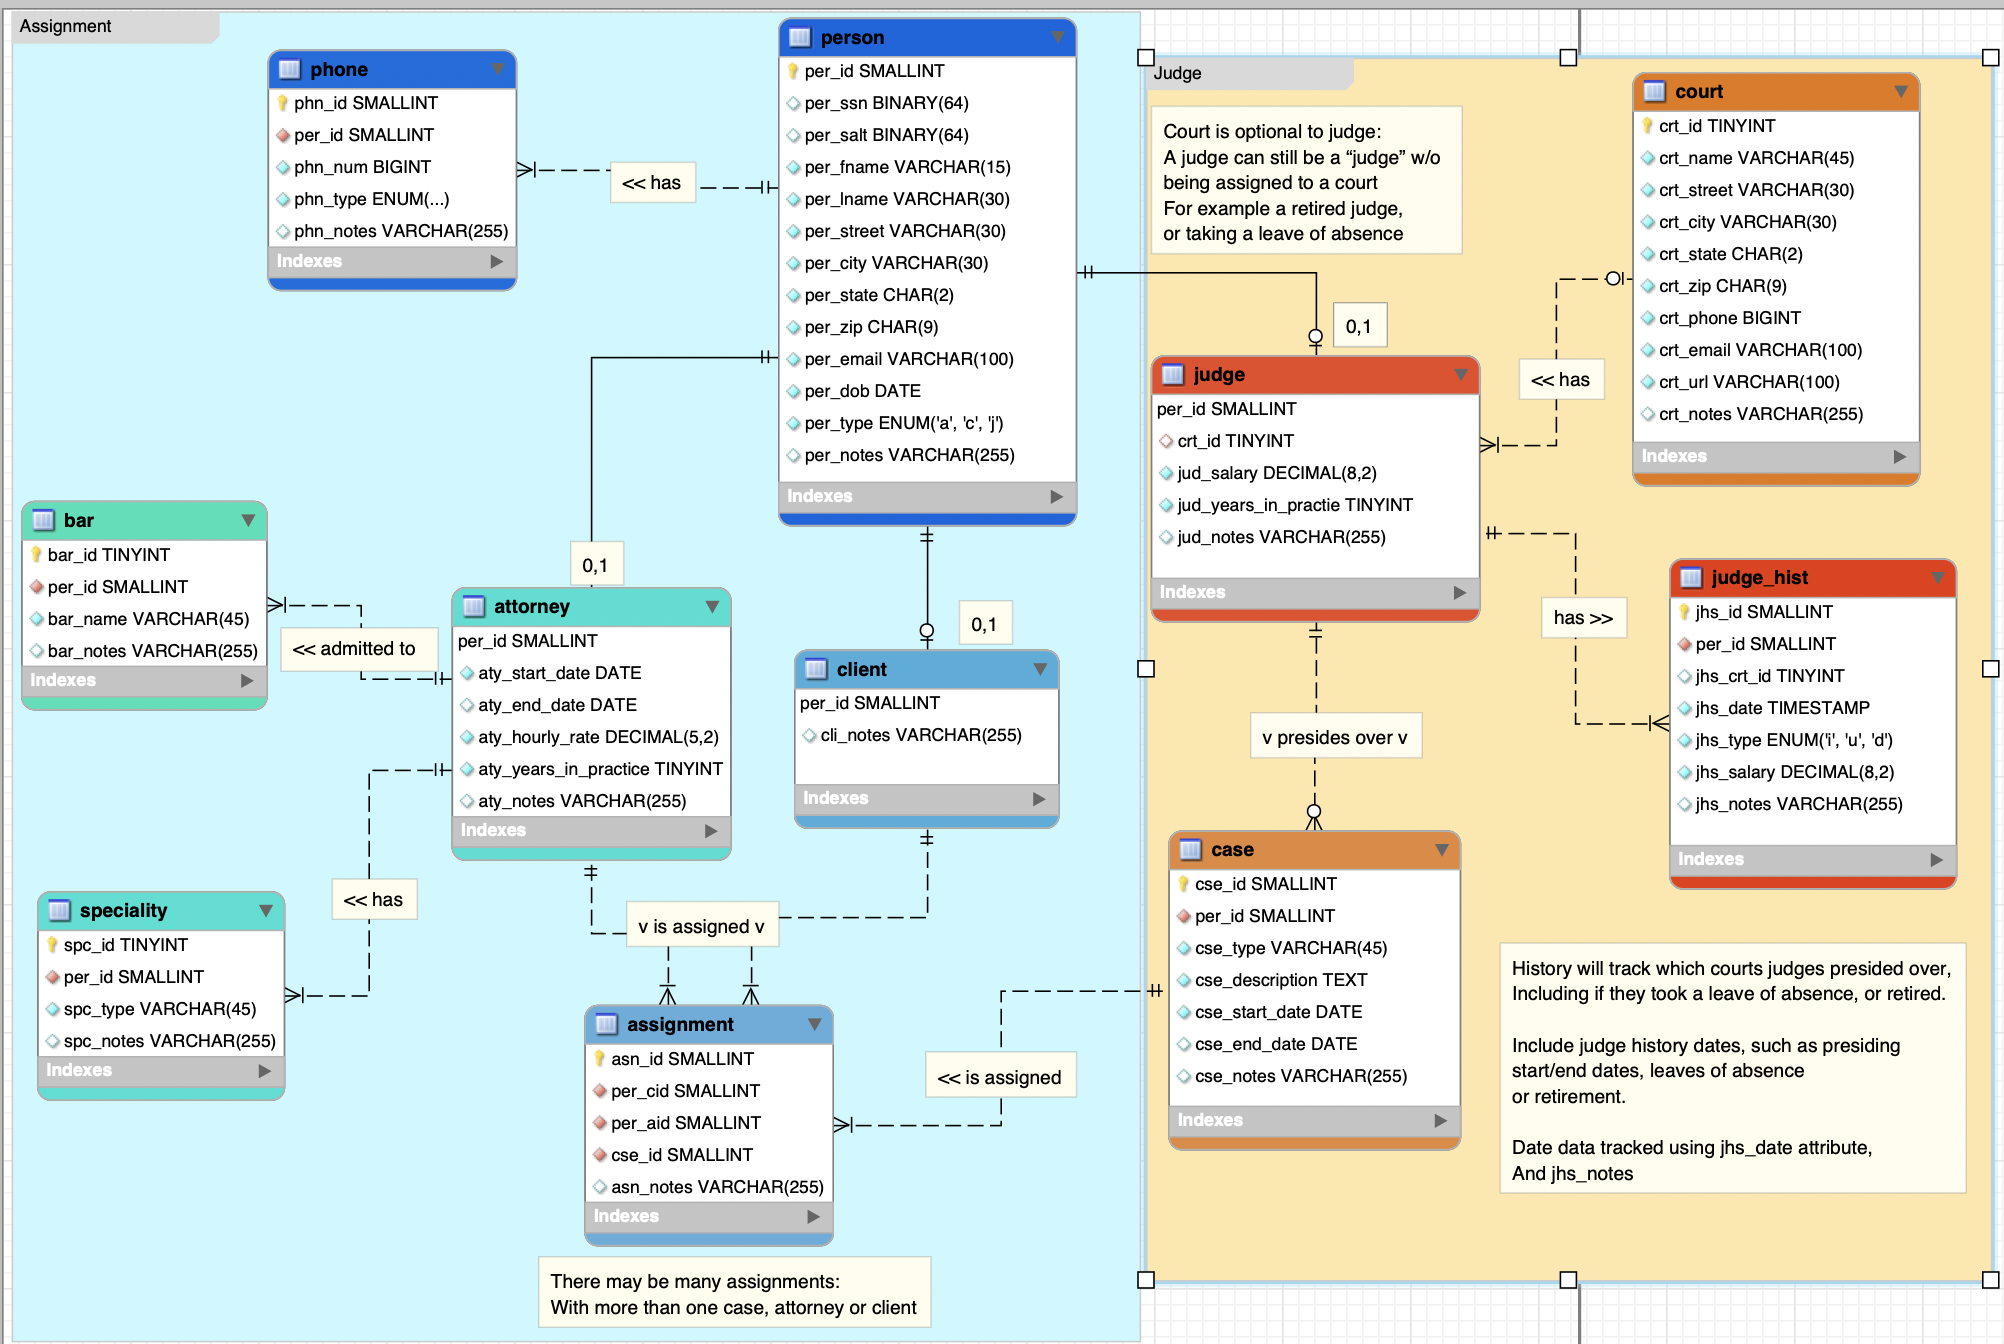 Assignment
phone
phn_id SMALLINT
per_id SMALLINT
phn_num BIGINT
phn_type ENUM(...)
phn_notes VARCHAR(255)
Indexes
<< has
person
per_id SMALLINT
per_ssn BINARY(64)
per_salt BINARY(64)
per_fname VARCHAR(15)
per_lname VARCHAR(30)
per_street VARCHAR(30)
per_city VARCHAR(30)
per_state CHAR(2)
per_zip CHAR(9)
per_email VARCHAR(100)
per_dob DATE
per_type ENUM('a', 'c', 'j')
per_notes VARCHAR(255)
Indexes
bar
bar_id TINYINT
per_id SMALLINT
bar_name VARCHAR(45)
bar_notes VARCHAR(255)
Indexes
<< admitted to
0,1
attorney
per_id SMALLINT
aty_start_date DATE
aty_end_date DATE
aty_hourly_rate DECIMAL(5,2)
aty_years_in_practice TINYINT
aty_notes VARCHAR(255)
Indexes
0,1
client
per_id SMALLINT
cli_notes VARCHAR(255)
Indexes
speciality
spc_id TINYINT
per_id SMALLINT
spc_type VARCHAR(45)
spc_notes VARCHAR(255)
Indexes
<< has
v is assigned v
assignment
asn_id SMALLINT
per_cid SMALLINT
per_aid SMALLINT
cse_id SMALLINT
asn_notes VARCHAR(255)
Indexes
<< is assigned
There may be many assignments:
With more than one case, attorney or client
Judge
Court is optional to judge:
A judge can still be a “judge” w/o
being assigned to a court
For example a retired judge,
or taking a leave of absence
court
crt_id TINYINT
crt_name VARCHAR(45)
crt_street VARCHAR(30)
crt_city VARCHAR(30)
crt_state CHAR(2)
crt_zip CHAR(9)
crt_phone BIGINT
crt_email VARCHAR(100)
crt_url VARCHAR(100)
crt_notes VARCHAR(255)
Indexes
0,1
<< has
judge
per_id SMALLINT
crt_id TINYINT
jud_salary DECIMAL(8,2)
jud_years_in_practie TINYINT
jud_notes VARCHAR(255)
Indexes
has >>
judge_hist
jhs_id SMALLINT
per_id SMALLINT
jhs_crt_id TINYINT
jhs_date TIMESTAMP
jhs_type ENUM('i', 'u', 'd')
jhs_salary DECIMAL(8,2)
jhs_notes VARCHAR(255)
Indexes
v presides over v
case
cse_id SMALLINT
per_id SMALLINT
cse_type VARCHAR(45)
cse_description TEXT
cse_start_date DATE
cse_end_date DATE
cse_notes VARCHAR(255)
Indexes
History will track which courts judges presided over,
Including if they took a leave of absence, or retired.
Include judge history dates, such as presiding
start/end dates, leaves of absence
or retirement.
Date data tracked using jhs_date attribute,
And jhs_notes